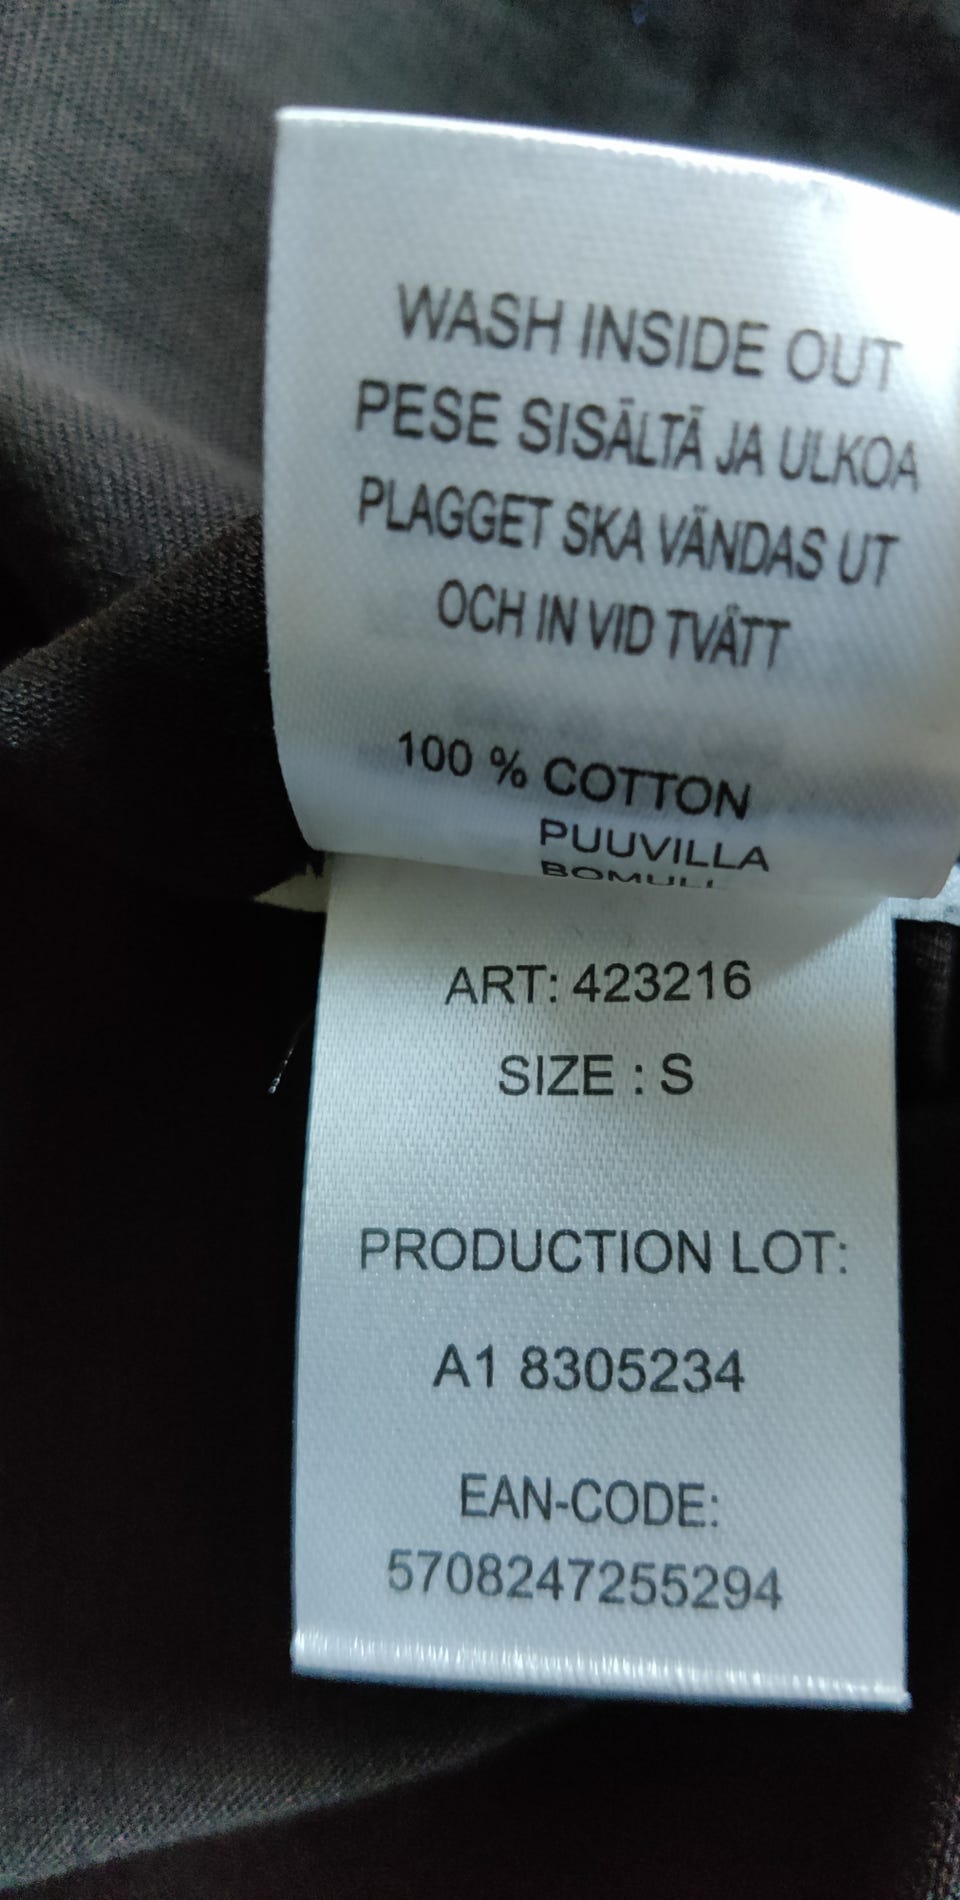 WASH INSIDE OUT
PESE SISÄLTÄ JA ULKOA
PLAGGET SKA VÄNDAS UT
OCH IN VID TVÄTT
100 % COTTON
PUUVILLA
BOMULL
ART: 423216
SIZE : S
PRODUCTION LOT:
A1 8305234
EAN-CODE:
5708247255294